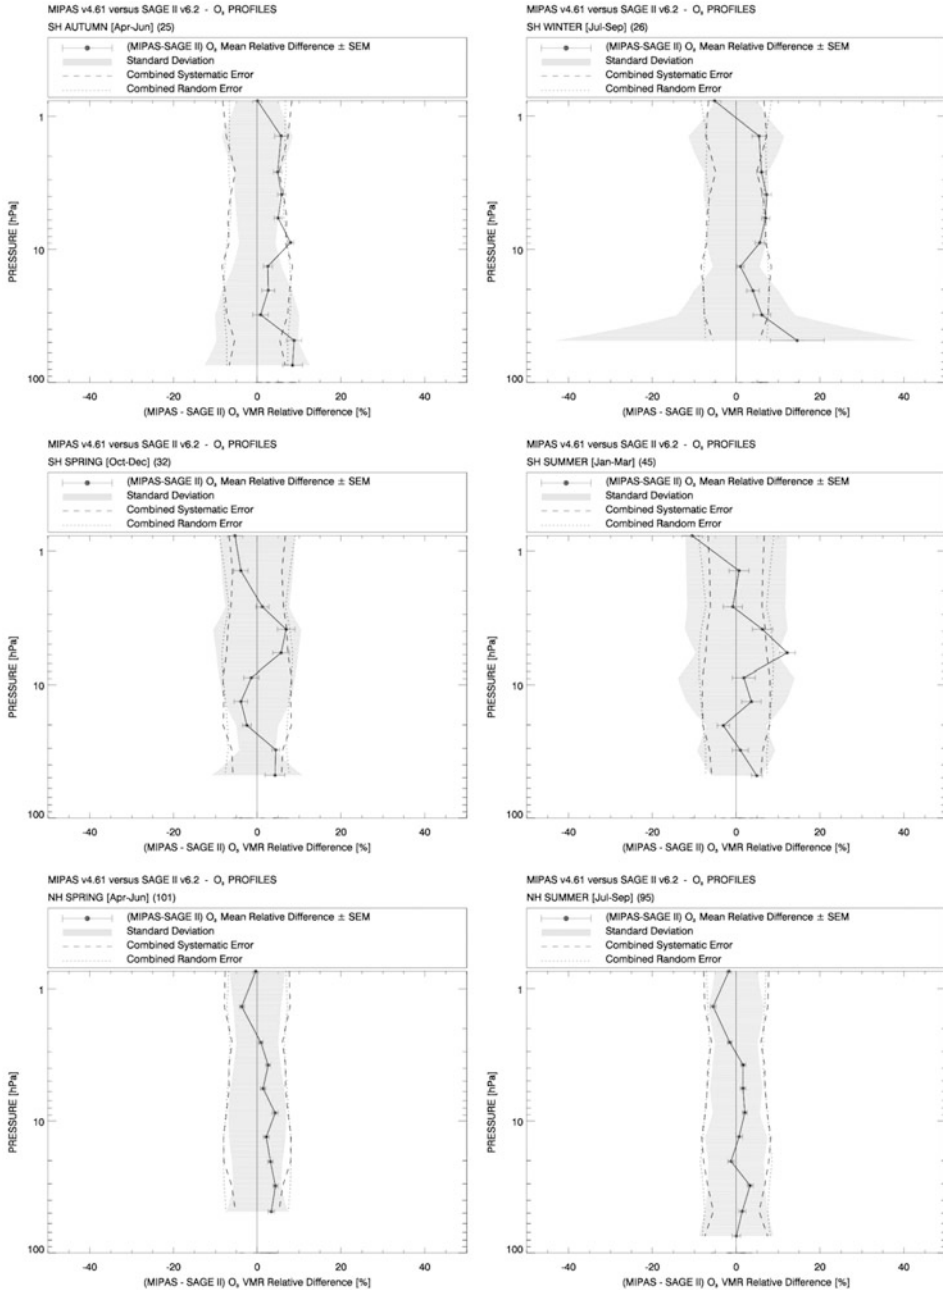 MIPAS v4.61 versus SAGE II v6.2 - O₃ PROFILES
SH AUTUMN [Apr-Jun] (25)
(MIPAS-SAGE II) O₃ Mean Relative Difference ± SEM
Standard Deviation
Combined Systematic Error
Combined Random Error
1
10
100
PRESSURE [hPa]
-40 -20 0 20 40
(MIPAS - SAGE II) O₃ VMR Relative Difference [%]
MIPAS v4.61 versus SAGE II v6.2 - O₃ PROFILES
SH WINTER [Jul-Sep] (26)
(MIPAS-SAGE II) O₃ Mean Relative Difference ± SEM
Standard Deviation
Combined Systematic Error
Combined Random Error
1
10
100
PRESSURE [hPa]
-40 -20 0 20 40
(MIPAS - SAGE II) O₃ VMR Relative Difference [%]
MIPAS v4.61 versus SAGE II v6.2 - O₃ PROFILES
SH SPRING [Oct-Dec] (32)
(MIPAS-SAGE II) O₃ Mean Relative Difference ± SEM
Standard Deviation
Combined Systematic Error
Combined Random Error
1
10
100
PRESSURE [hPa]
-40 -20 0 20 40
(MIPAS - SAGE II) O₃ VMR Relative Difference [%]
MIPAS v4.61 versus SAGE II v6.2 - O₃ PROFILES
SH SUMMER [Jan-Mar] (45)
(MIPAS-SAGE II) O₃ Mean Relative Difference ± SEM
Standard Deviation
Combined Systematic Error
Combined Random Error
1
10
100
PRESSURE [hPa]
-40 -20 0 20 40
(MIPAS - SAGE II) O₃ VMR Relative Difference [%]
MIPAS v4.61 versus SAGE II v6.2 - O₃ PROFILES
NH SPRING [Apr-Jun] (101)
(MIPAS-SAGE II) O₃ Mean Relative Difference ± SEM
Standard Deviation
Combined Systematic Error
Combined Random Error
1
10
100
PRESSURE [hPa]
-40 -20 0 20 40
(MIPAS - SAGE II) O₃ VMR Relative Difference [%]
MIPAS v4.61 versus SAGE II v6.2 - O₃ PROFILES
NH SUMMER [Jul-Sep] (95)
(MIPAS-SAGE II) O₃ Mean Relative Difference ± SEM
Standard Deviation
Combined Systematic Error
Combined Random Error
1
10
100
PRESSURE [hPa]
-40 -20 0 20 40
(MIPAS - SAGE II) O₃ VMR Relative Difference [%]